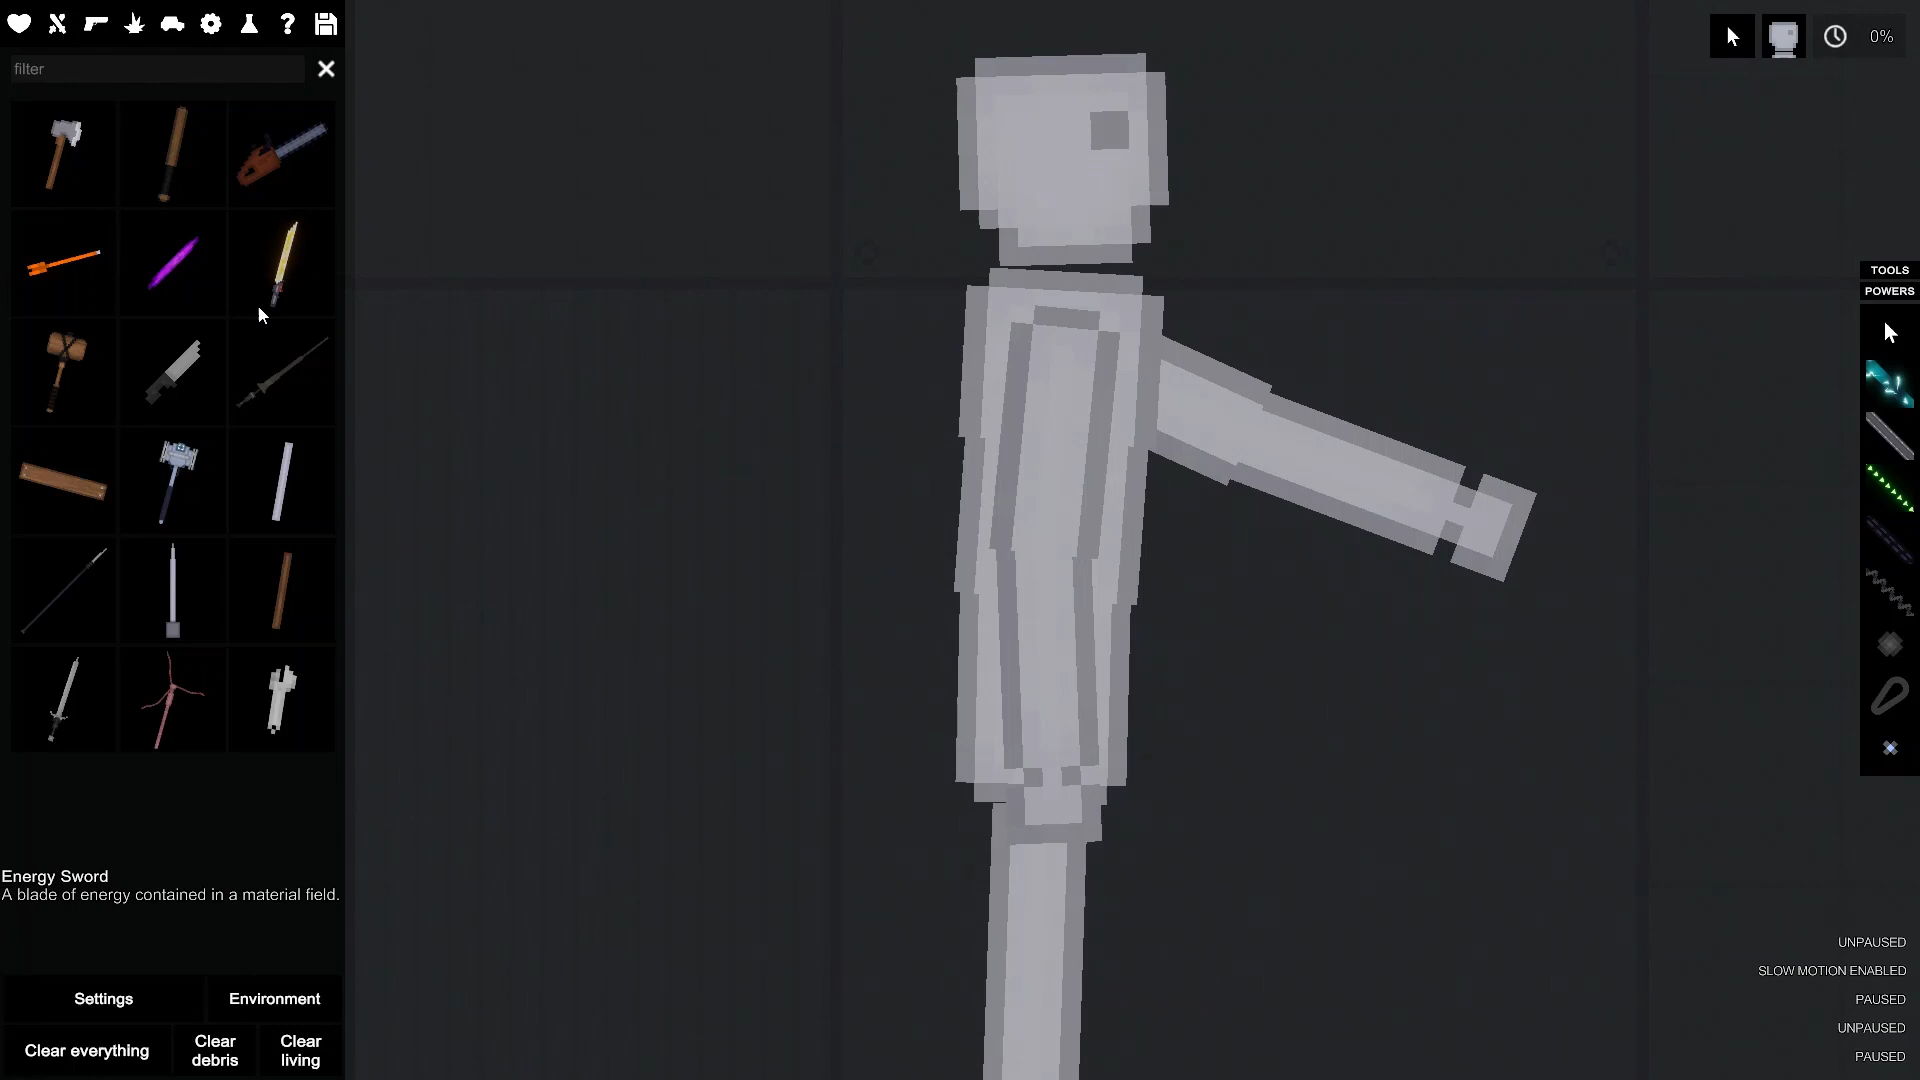 filter
0%
TOOLS
POWERS
Energy Sword
A blade of energy contained in a material field.
UNPAUSED
SLOW MOTION ENABLED
PAUSED
UNPAUSED
PAUSED
Settings
Environment
Clear everything
Clear
debris
Clear
living